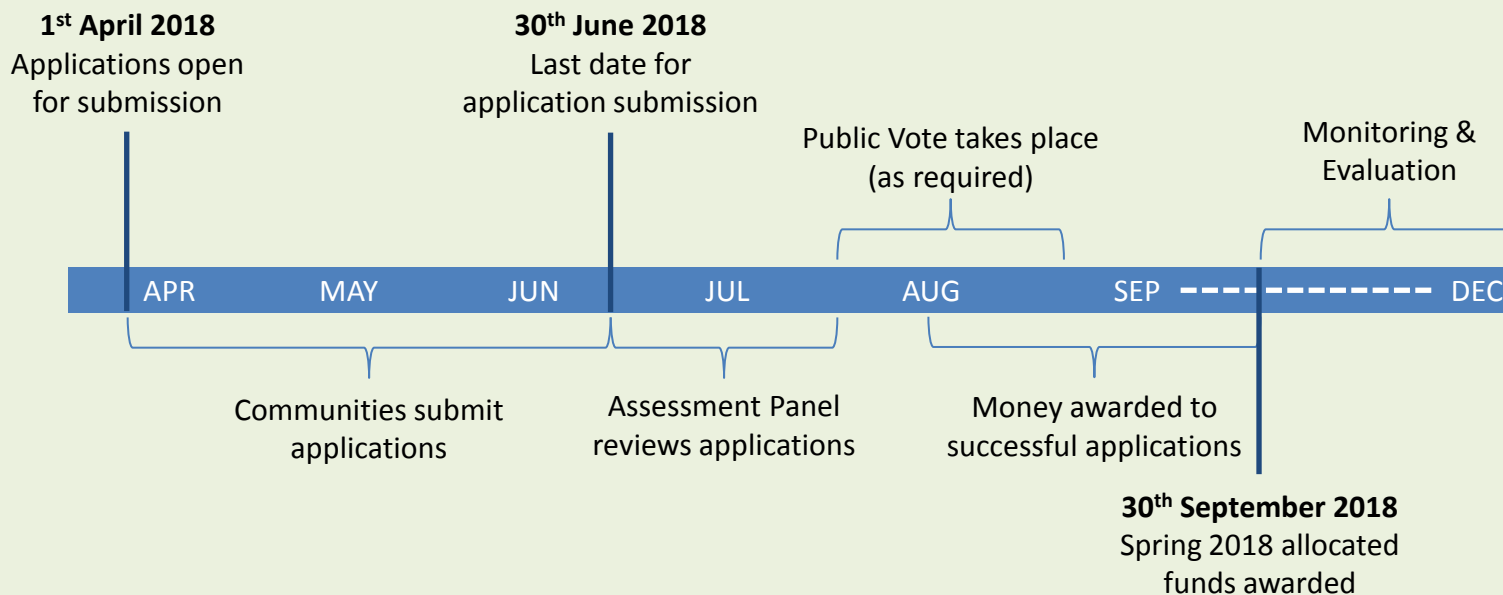 1st April 2018
Applications open
for submission
30th June 2018
Last date for
application submission
Public Vote takes place
(as required)
Monitoring &
Evaluation
APR MAY JUN JUL AUG SEP DEC
Communities submit
applications
Assessment Panel
reviews applications
Money awarded to
successful applications
30th September 2018
Spring 2018 allocated
funds awarded